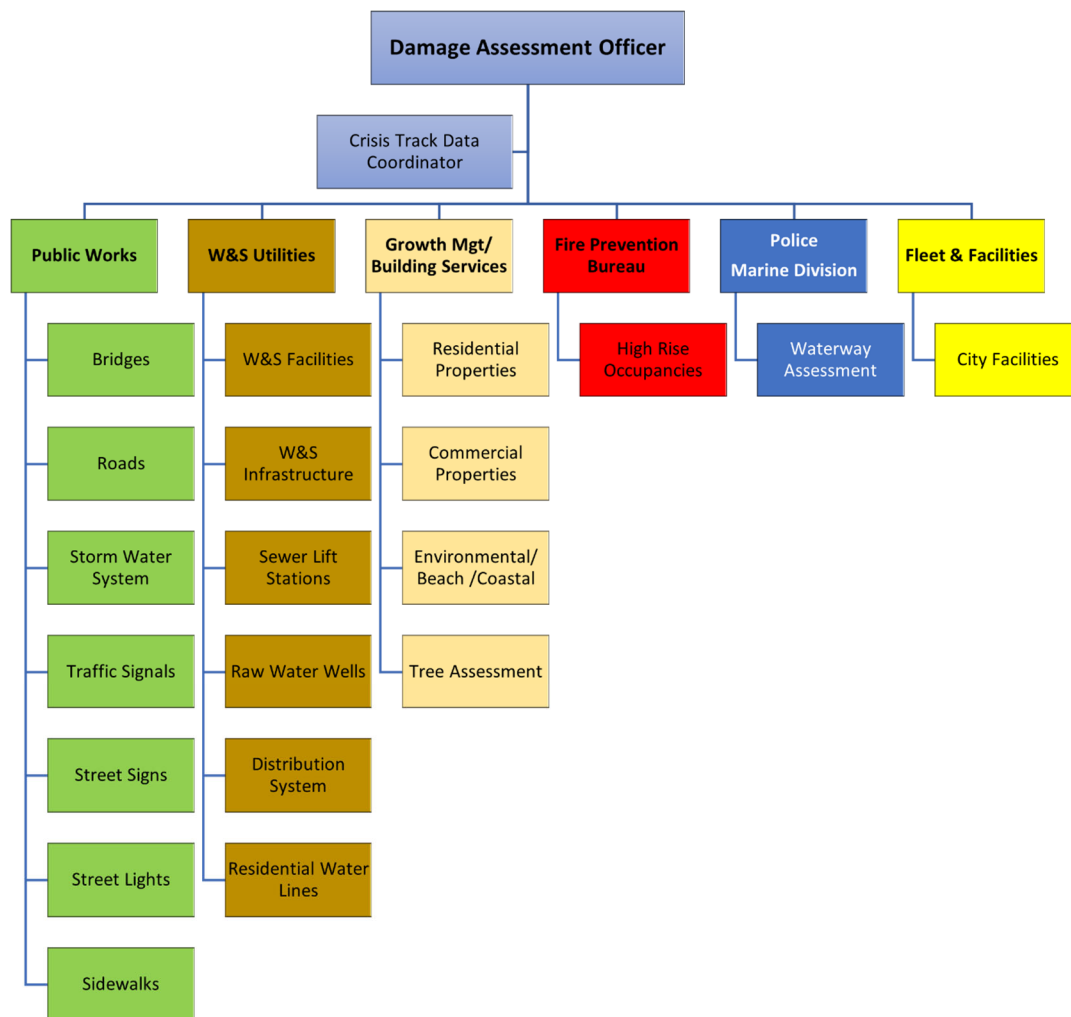 Damage Assessment Officer
Crisis Track Data
Coordinator
Public Works
W&S Utilities
Growth Mgt/
Building Services
Fire Prevention
Bureau
Police
Marine Division
Fleet & Facilities
Bridges
W&S Facilities
Residential
Properties
High Rise
Occupancies
Waterway
Assessment
City Facilities
Roads
W&S
Infrastructure
Commercial
Properties
Storm Water
System
Sewer Lift
Stations
Environmental/
Beach /Coastal
Traffic Signals
Raw Water Wells
Tree Assessment
Street Signs
Distribution
System
Street Lights
Residential Water
Lines
Sidewalks